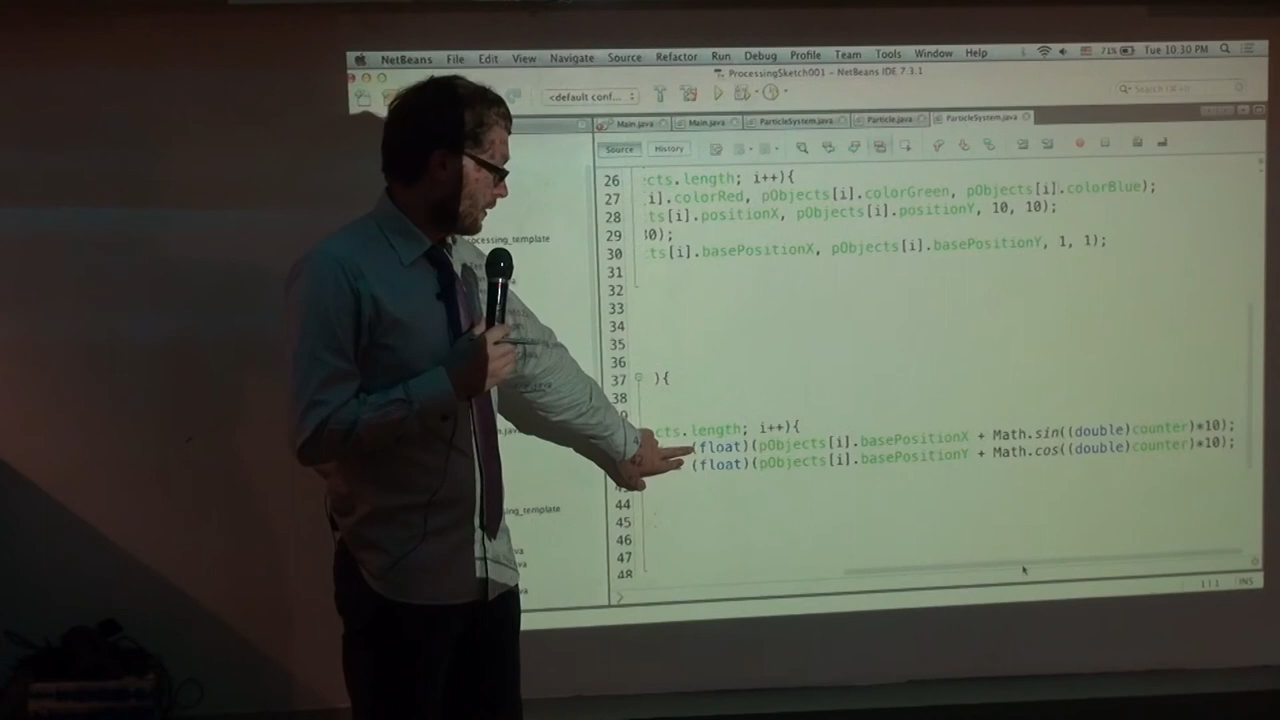 NetBeans File Edit View Navigate Source Refactor Run Debug Profile Team Tools Window Help 71% Tue 10:30 PM
ProcessingSketch001 – NetBeans IDE 7.3.1
<default conf... Search (⌘+I)
Main.java Main.java ParticleSystem.java Particle.java ParticleSystem.java
Source History
26 cts.length; i++){
27 i].colorRed, pObjects[i].colorGreen, pObjects[i].colorBlue);
28 ts[i].positionX, pObjects[i].positionY, 10, 10);
29 0);
30 ts[i].basePositionX, pObjects[i].basePositionY, 1, 1);
31
32
33
34
35
36
37 ){
38
cts.length; i++){
(float)(pObjects[i].basePositionX + Math.sin((double)counter)*10);
(float)(pObjects[i].basePositionY + Math.cos((double)counter)*10);
44
45
46
47
48
rocessing_template
sing_template
INS